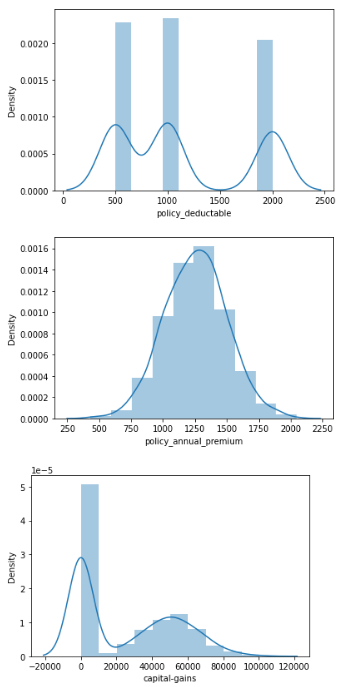 0.0020
0.0015
Density
0.0010
0.0005
0.0000
0 500 1000 1500 2000 2500
policy_deductable
0.0016
0.0014
0.0012
0.0010
Density
0.0008
0.0006
0.0004
0.0002
0.0000
250 500 750 1000 1250 1500 1750 2000 2250
policy_annual_premium
1e−5
5
4
3
Density
2
1
0
−20000 0 20000 40000 60000 80000 100000 120000
capital-gains